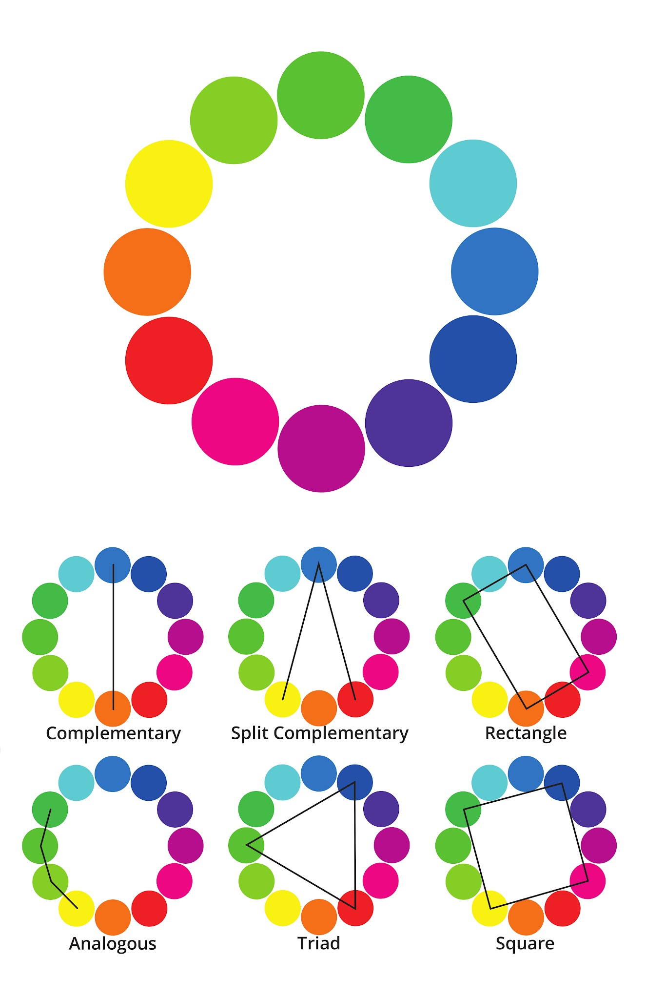 Complementary
Split Complementary
Rectangle
Analogous
Triad
Square